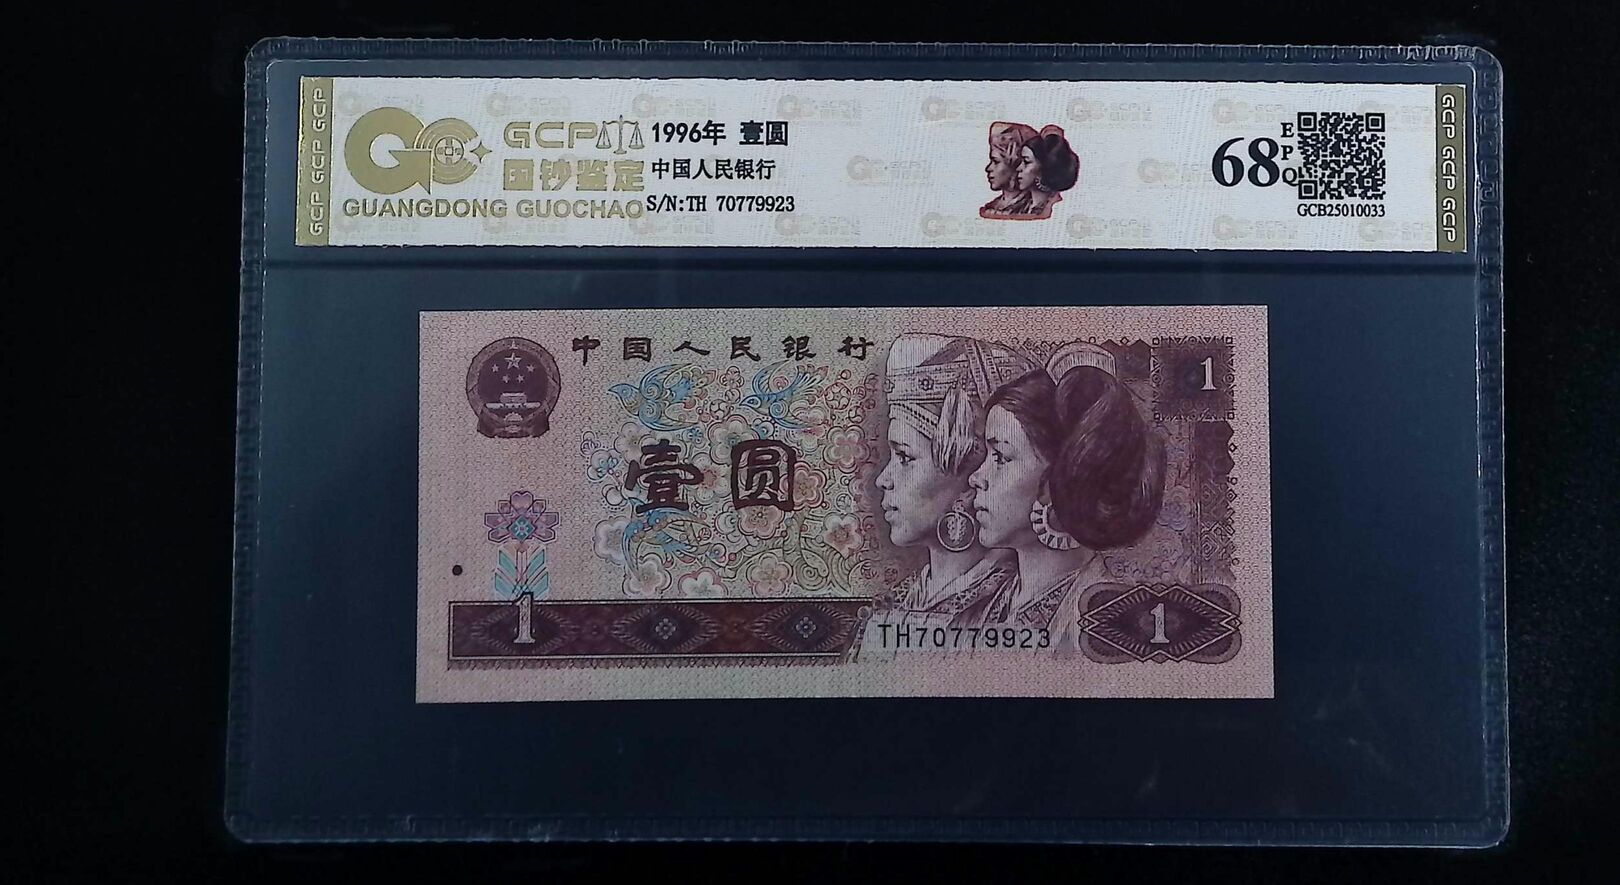 GCP GCP GCP
GCP
国钞鉴定
GUANGDONG GUOCHAO
1996年 壹圆
中国人民银行
S/N:TH 70779923
68
EPQ
GCB25010033
GCP GCP GCP
中国人民银行
1
壹圆
1
TH70779923
1